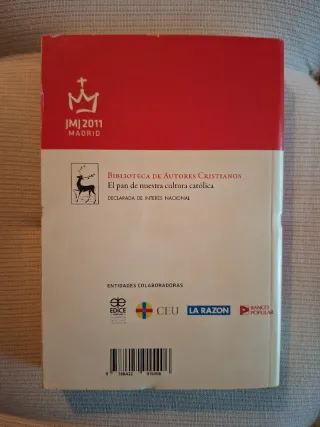 JMJ 2011
MADRID
BIBLIOTECA DE AUTORES CRISTIANOS
El pan de nuestra cultura católica
DECLARADA DE INTERÉS NACIONAL
ENTIDADES COLABORADORAS
EDICE
CEU
LA RAZON
BANCO
POPULAR